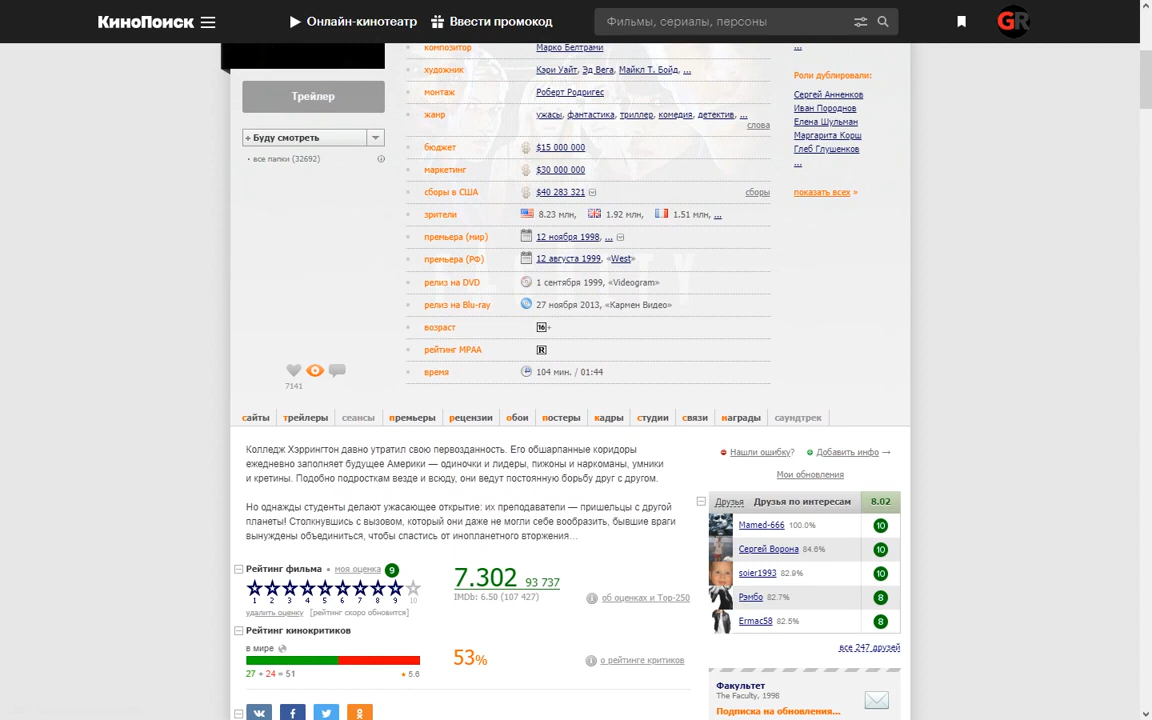 КиноПоиск
Онлайн-кинотеатр
Ввести промокод
Фильмы, сериалы, персоны
GR
Трейлер
Буду смотреть
• все папки (32692)
7141
композитор Марко Белтрами
художник Кэри Уайт, Эд Вега, Майкл Т. Бойд, ...
монтаж Роберт Родригес
жанр ужасы, фантастика, триллер, комедия, детектив, ...
слова
бюджет $15 000 000
маркетинг $30 000 000
сборы в США $40 283 321 сборы
зрители 8.23 млн, 1.92 млн, 1.51 млн, ...
премьера (мир) 12 ноября 1998, ...
премьера (РФ) 12 августа 1999, «West»
релиз на DVD 1 сентября 1999, «Videogram»
релиз на Blu-ray 27 ноября 2013, «Кармен Видео»
возраст 16+
рейтинг MPAA R
время 104 мин. / 01:44
...
Роли дублировали:
Сергей Анненков
Иван Породнов
Елена Шульман
Маргарита Корш
Глеб Глушенков
...
показать всех »
сайты трейлеры сеансы премьеры рецензии обои постеры кадры студии связи награды саундтрек
Колледж Хэррингтон давно утратил свою первозданность. Его обшарпанные коридоры
ежедневно заполняет будущее Америки — одиночки и лидеры, пижоны и наркоманы, умники
и кретины. Подобно подросткам везде и всюду, они ведут постоянную борьбу друг с другом.
Но однажды студенты делают ужасающее открытие: их преподаватели — пришельцы с другой
планеты! Столкнувшись с вызовом, который они даже не могли себе вообразить, бывшие враги
вынуждены объединиться, чтобы спастись от инопланетного вторжения…
Рейтинг фильма • моя оценка 9
1 2 3 4 5 6 7 8 9 10
удалить оценку [рейтинг скоро обновится]
7.302 93 737
IMDb: 6.50 (107 427)
об оценках и Top-250
Рейтинг кинокритиков
в мире
27 + 24 = 51
5.6
53%
о рейтинге критиков
Нашли ошибку? Добавить инфо →
Мои обновления
Друзья Друзья по интересам 8.02
Mamed-666 100.0% 10
Сергей Ворона 84.6% 10
soier1993 82.9% 10
Рэмбо 82.7% 8
Ermac58 82.5% 8
все 247 друзей
Факультет
The Faculty, 1998
Подписка на обновления...